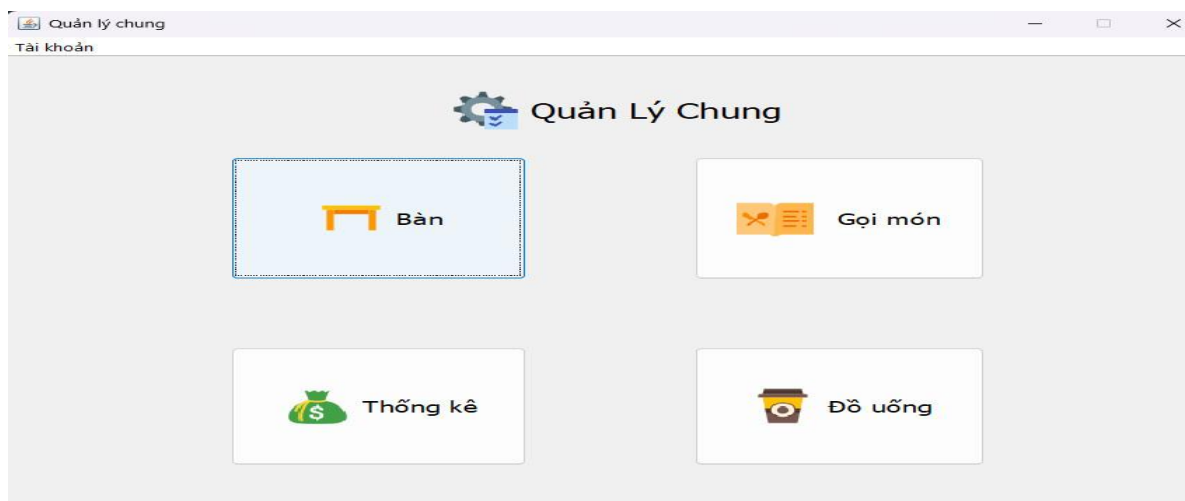 Quản lý chung
Tài khoản
Quản Lý Chung
Bàn
Gọi món
Thống kê
Đồ uống